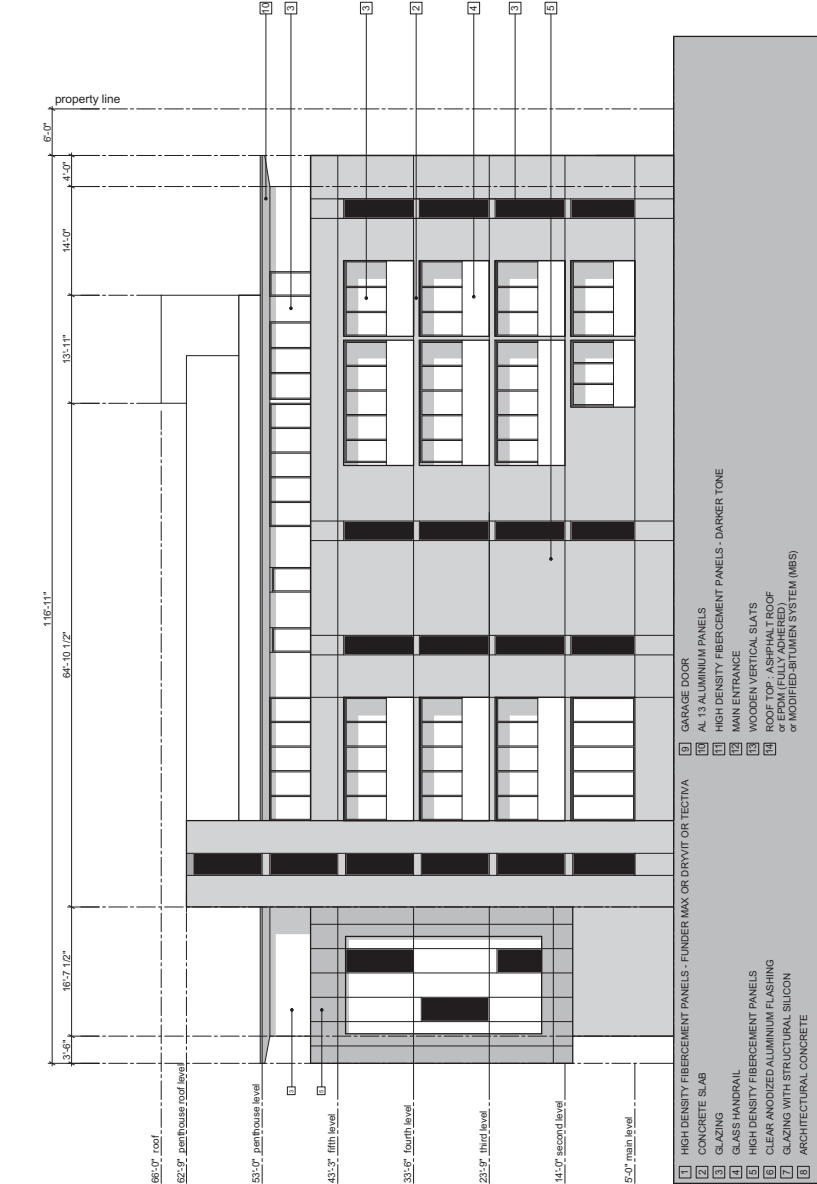 property line
116'-11"
3'-6"
16'-7 1/2"
64'-10 1/2"
13'-11"
14'-0"
4'-0"
6'-0"
66'-0" roof
62'-9" penthouse roof level
53'-0" penthouse level
43'-3" fifth level
33'-6" fourth level
23'-9" third level
14'-0" second level
5'-0" main level
10
3
3
2
4
3
5
3
1 HIGH DENSITY FIBERCEMENT PANELS - FUNDER MAX OR DRYVIT OR TECTIVA
2 CONCRETE SLAB
3 GLAZING
4 GLASS HANDRAIL
5 HIGH DENSITY FIBERCEMENT PANELS
6 CLEAR ANODIZED ALUMINIUM FLASHING
7 GLAZING WITH STRUCTURAL SILICON
8 ARCHITECTURAL CONCRETE
9 GARAGE DOOR
10 AL 13 ALUMINIUM PANELS
11 HIGH DENSITY FIBERCEMENT PANELS - DARKER TONE
12 MAIN ENTRANCE
13 WOODEN VERTICAL SLATS
14 ROOF TOP : ASHPHALT ROOF
or EPDM (FULLY ADHERED)
or MODIFIED-BITUMEN SYSTEM (MBS)